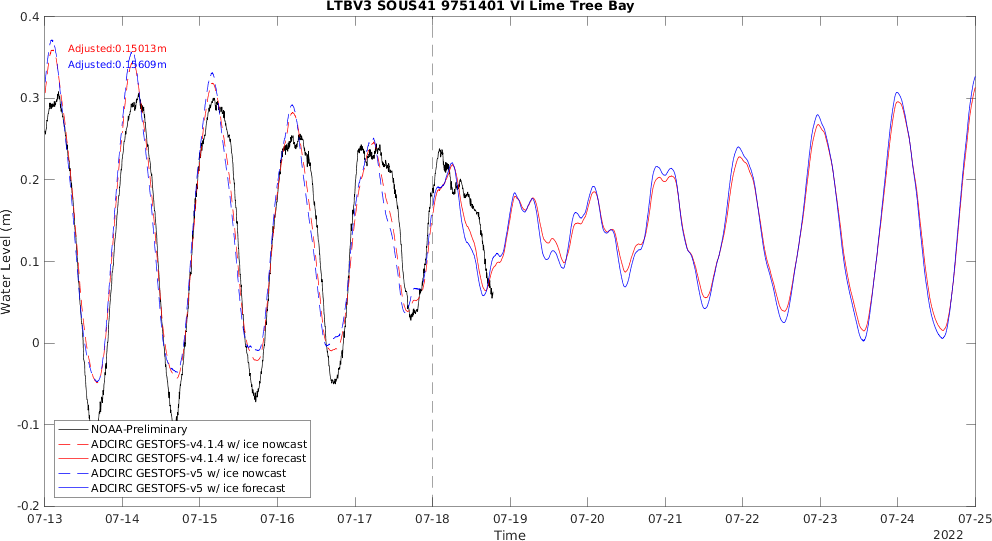 LTBV3 SOUS41 9751401 VI Lime Tree Bay
Adjusted:0.15013m
Adjusted:0.15609m
Water Level (m)
0.4
0.3
0.2
0.1
0
-0.1
-0.2
NOAA-Preliminary
ADCIRC GESTOFS-v4.1.4 w/ ice nowcast
ADCIRC GESTOFS-v4.1.4 w/ ice forecast
ADCIRC GESTOFS-v5 w/ ice nowcast
ADCIRC GESTOFS-v5 w/ ice forecast
07-13 07-14 07-15 07-16 07-17 07-18 07-19 07-20 07-21 07-22 07-23 07-24 07-25
Time
2022